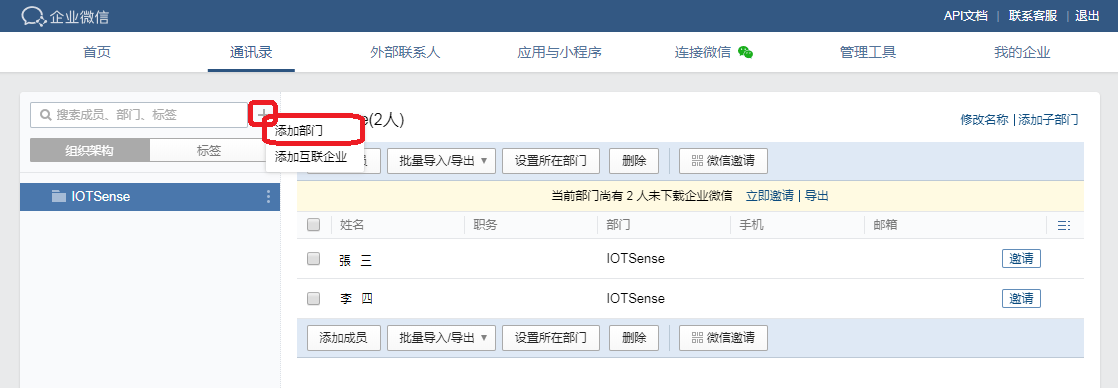 企业微信
API文档 | 联系客服 | 退出
首页 通讯录 外部联系人 应用与小程序 连接微信 管理工具 我的企业
搜索成员、部门、标签
添加部门
添加互联企业
组织架构 标签
IOTSense
(2人)
修改名称 | 添加子部门
批量导入/导出 设置所在部门 删除 微信邀请
当前部门尚有 2 人未下载企业微信 立即邀请 | 导出
姓名 职务 部门 手机 邮箱
張 三 IOTSense 邀请
李 四 IOTSense 邀请
添加成员 批量导入/导出 设置所在部门 删除 微信邀请